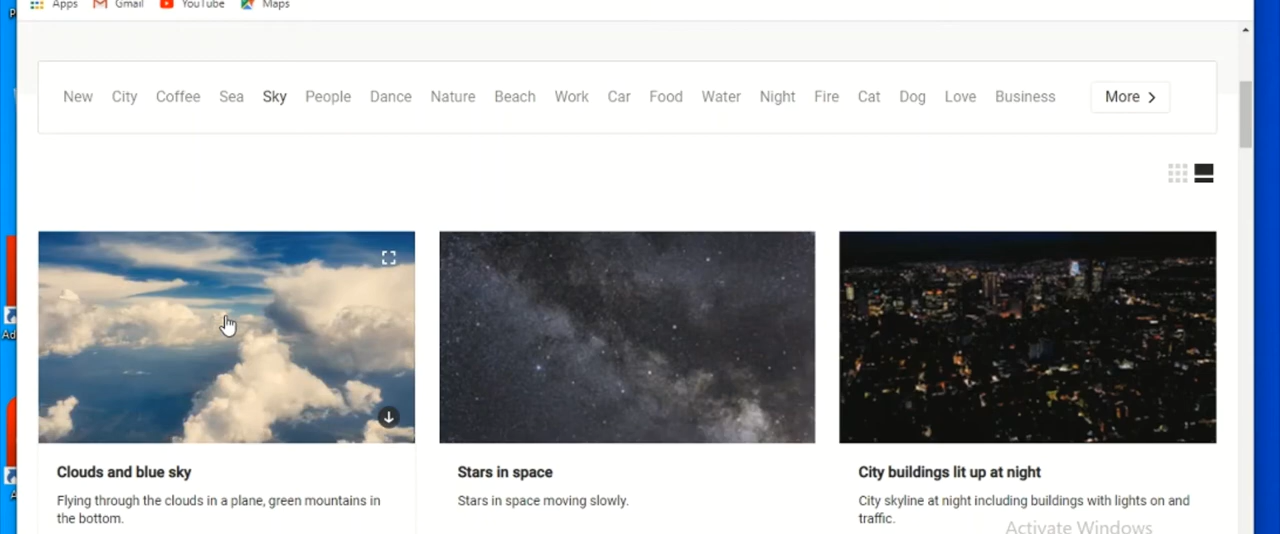 Apps Gmail YouTube Maps
New City Coffee Sea Sky People Dance Nature Beach Work Car Food Water Night Fire Cat Dog Love Business More
Clouds and blue sky
Flying through the clouds in a plane, green mountains in
the bottom.
Stars in space
Stars in space moving slowly.
City buildings lit up at night
City skyline at night including buildings with lights on and
traffic.
Activate Windows